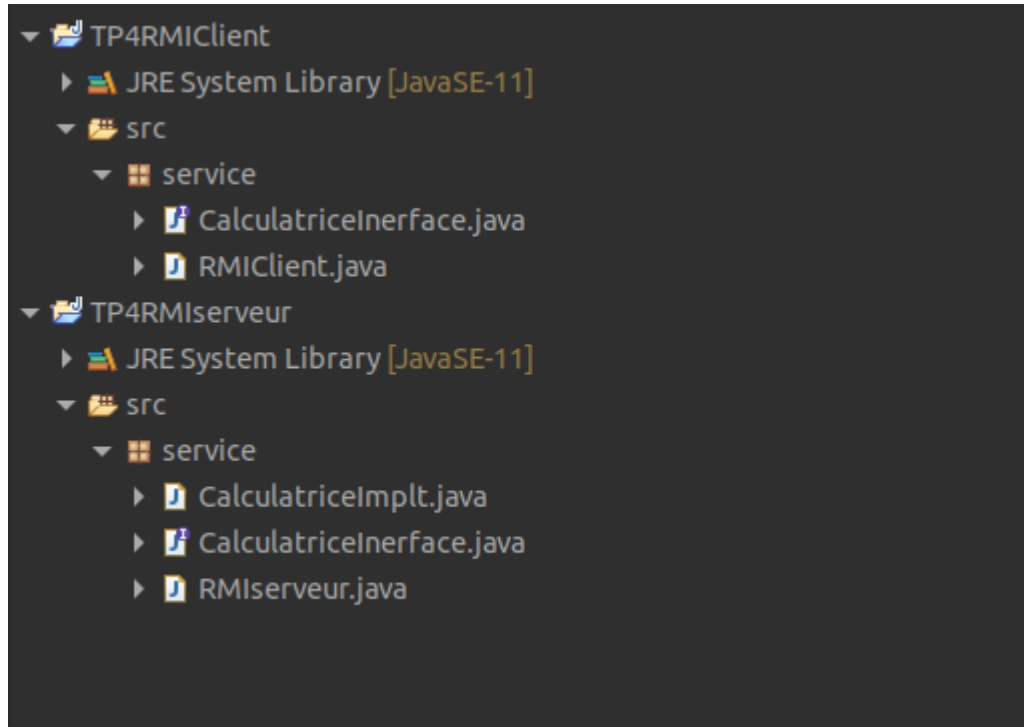 TP4RMIClient
JRE System Library [JavaSE-11]
src
service
CalculatriceInerface.java
RMIClient.java
TP4RMIserveur
JRE System Library [JavaSE-11]
src
service
CalculatriceImplt.java
CalculatriceInerface.java
RMIserveur.java